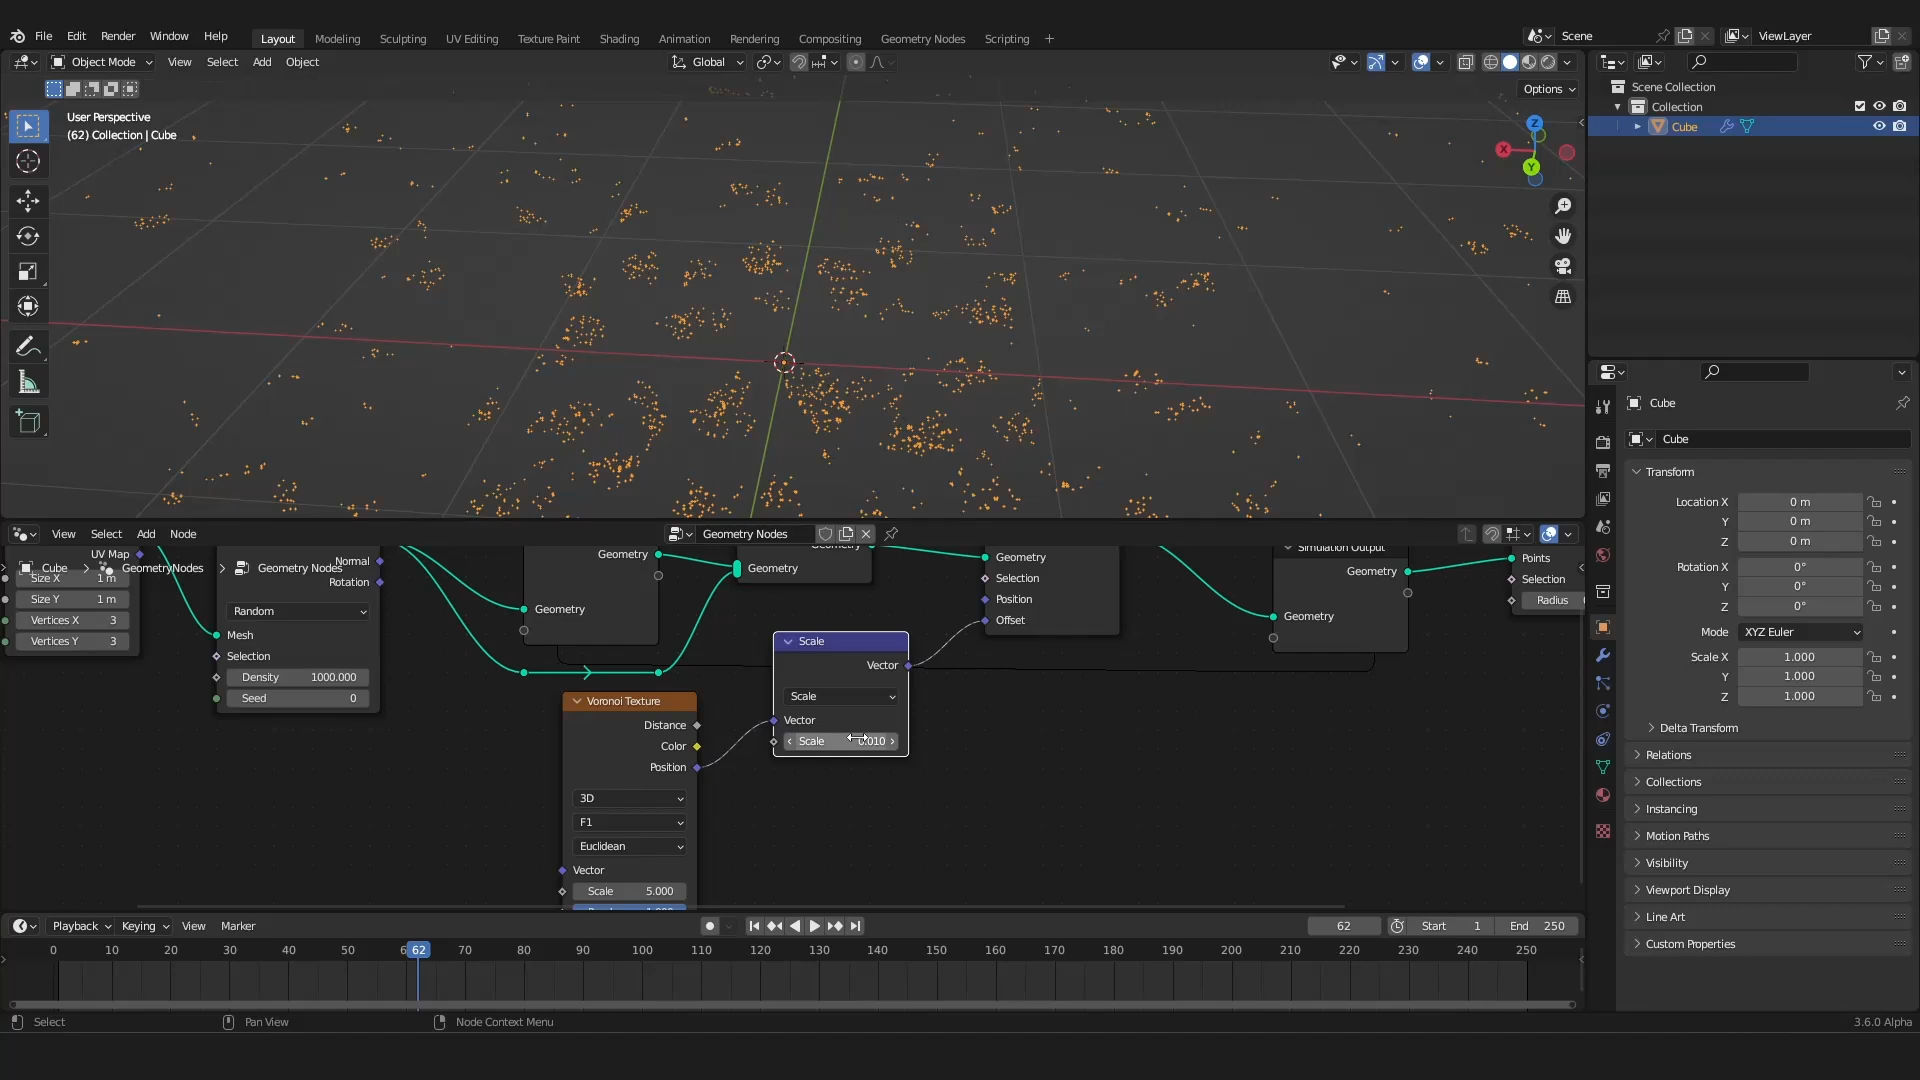 File Edit Render Window Help Layout Modeling Sculpting UV Editing Texture Paint Shading Animation Rendering Compositing Geometry Nodes Scripting + Scene ViewLayer
Object Mode View Select Add Object Global
Options
User Perspective
(62) Collection | Cube
Z
X
Y
Scene Collection
Collection
Cube
Cube
Cube
Transform
Location X 0 m
Y 0 m
Z 0 m
Rotation X 0°
Y 0°
Z 0°
Mode XYZ Euler
Scale X 1.000
Y 1.000
Z 1.000
Delta Transform
Relations
Collections
Instancing
Motion Paths
Visibility
Viewport Display
Line Art
Custom Properties
View Select Add Node Geometry Nodes
Cube GeometryNodes Geometry Nodes
UV Map
Size X 1 m
Size Y 1 m
Vertices X 3
Vertices Y 3
Normal
Rotation
Random
Mesh
Selection
Density 1000.000
Seed 0
Geometry
Geometry
Geometry
Geometry
Selection
Position
Offset
Scale
Vector
Scale
Vector
Scale 0.010
Voronoi Texture
Distance
Color
Position
3D
F1
Euclidean
Vector
Scale 5.000
Simulation Output
Geometry
Geometry
Points
Selection
Radius
Playback Keying View Marker 62 Start 1 End 250
0 10 20 30 40 50 62 70 80 90 100 110 120 130 140 150 160 170 180 190 200 210 220 230 240 250
Select Pan View Node Context Menu 3.6.0 Alpha